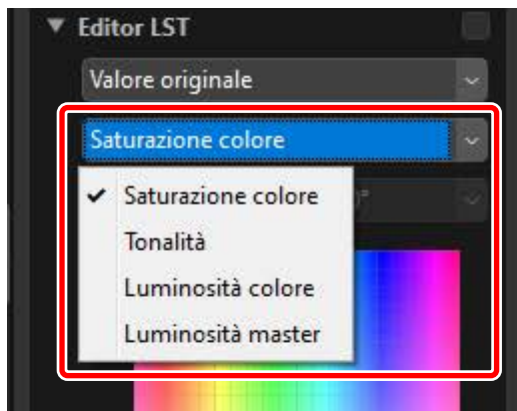 Editor LST
Valore originale
Saturazione colore
Saturazione colore
Tonalità
Luminosità colore
Luminosità master